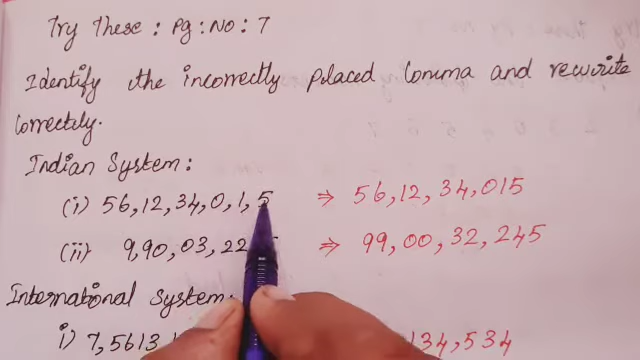 Try These : Pg : No : 7
Identify the incorrectly placed Comma and rewrite
Correctly.
Indian System:
(i) 56,12,34,0,1,5 ⇒ 56,12,34,015
(ii) 9,90,03,22 ⇒ 99,00,32,245
International System:
i) 7,5613,1 134,534